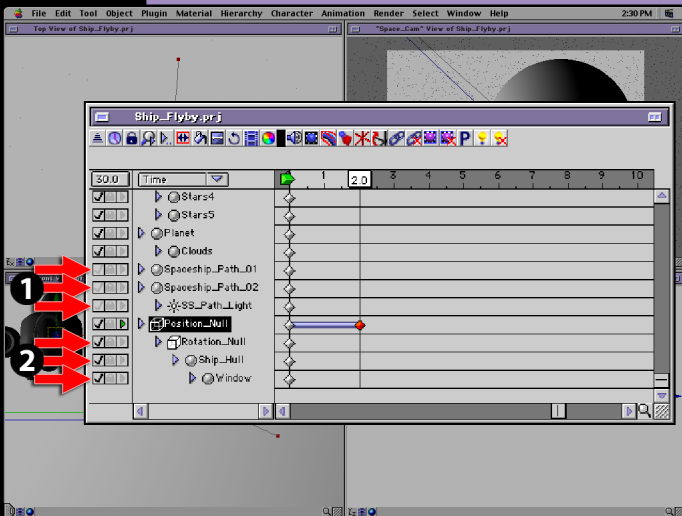 File Edit Tool Object Plugin Material Hierarchy Character Animation Render Select Window Help 2:30 PM
Top View of Ship_Flyby.prj
"Space_Cam" View of Ship_Flyby.prj
Ship_Flyby.prj
P
30.0 Time 1 2.0 3 4 5 6 7 8 9 10
Stars4
Stars5
Planet
Clouds
Spaceship_Path_01
1
Spaceship_Path_02
SS_Path_Light
Position_Null
Rotation_Null
2
Ship_Hull
Window